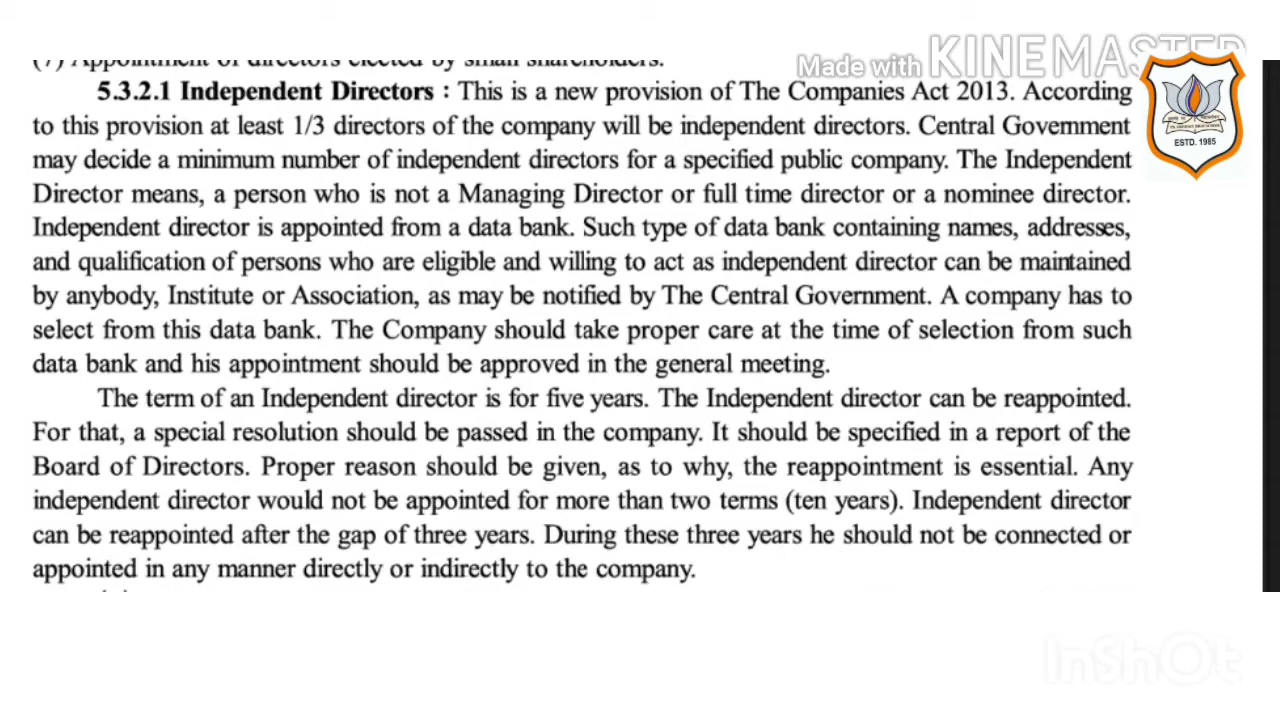 (7) Appointment of directors elected by small shareholders.
Made with KINEMASTER
5.3.2.1 Independent Directors : This is a new provision of The Companies Act 2013. According
to this provision at least 1/3 directors of the company will be independent directors. Central Government
may decide a minimum number of independent directors for a specified public company. The Independent
Director means, a person who is not a Managing Director or full time director or a nominee director.
Independent director is appointed from a data bank. Such type of data bank containing names, addresses,
and qualification of persons who are eligible and willing to act as independent director can be maintained
by anybody, Institute or Association, as may be notified by The Central Government. A company has to
select from this data bank. The Company should take proper care at the time of selection from such
data bank and his appointment should be approved in the general meeting.
The term of an Independent director is for five years. The Independent director can be reappointed.
For that, a special resolution should be passed in the company. It should be specified in a report of the
Board of Directors. Proper reason should be given, as to why, the reappointment is essential. Any
independent director would not be appointed for more than two terms (ten years). Independent director
can be reappointed after the gap of three years. During these three years he should not be connected or
appointed in any manner directly or indirectly to the company.
ESTD. 1985
InShOt